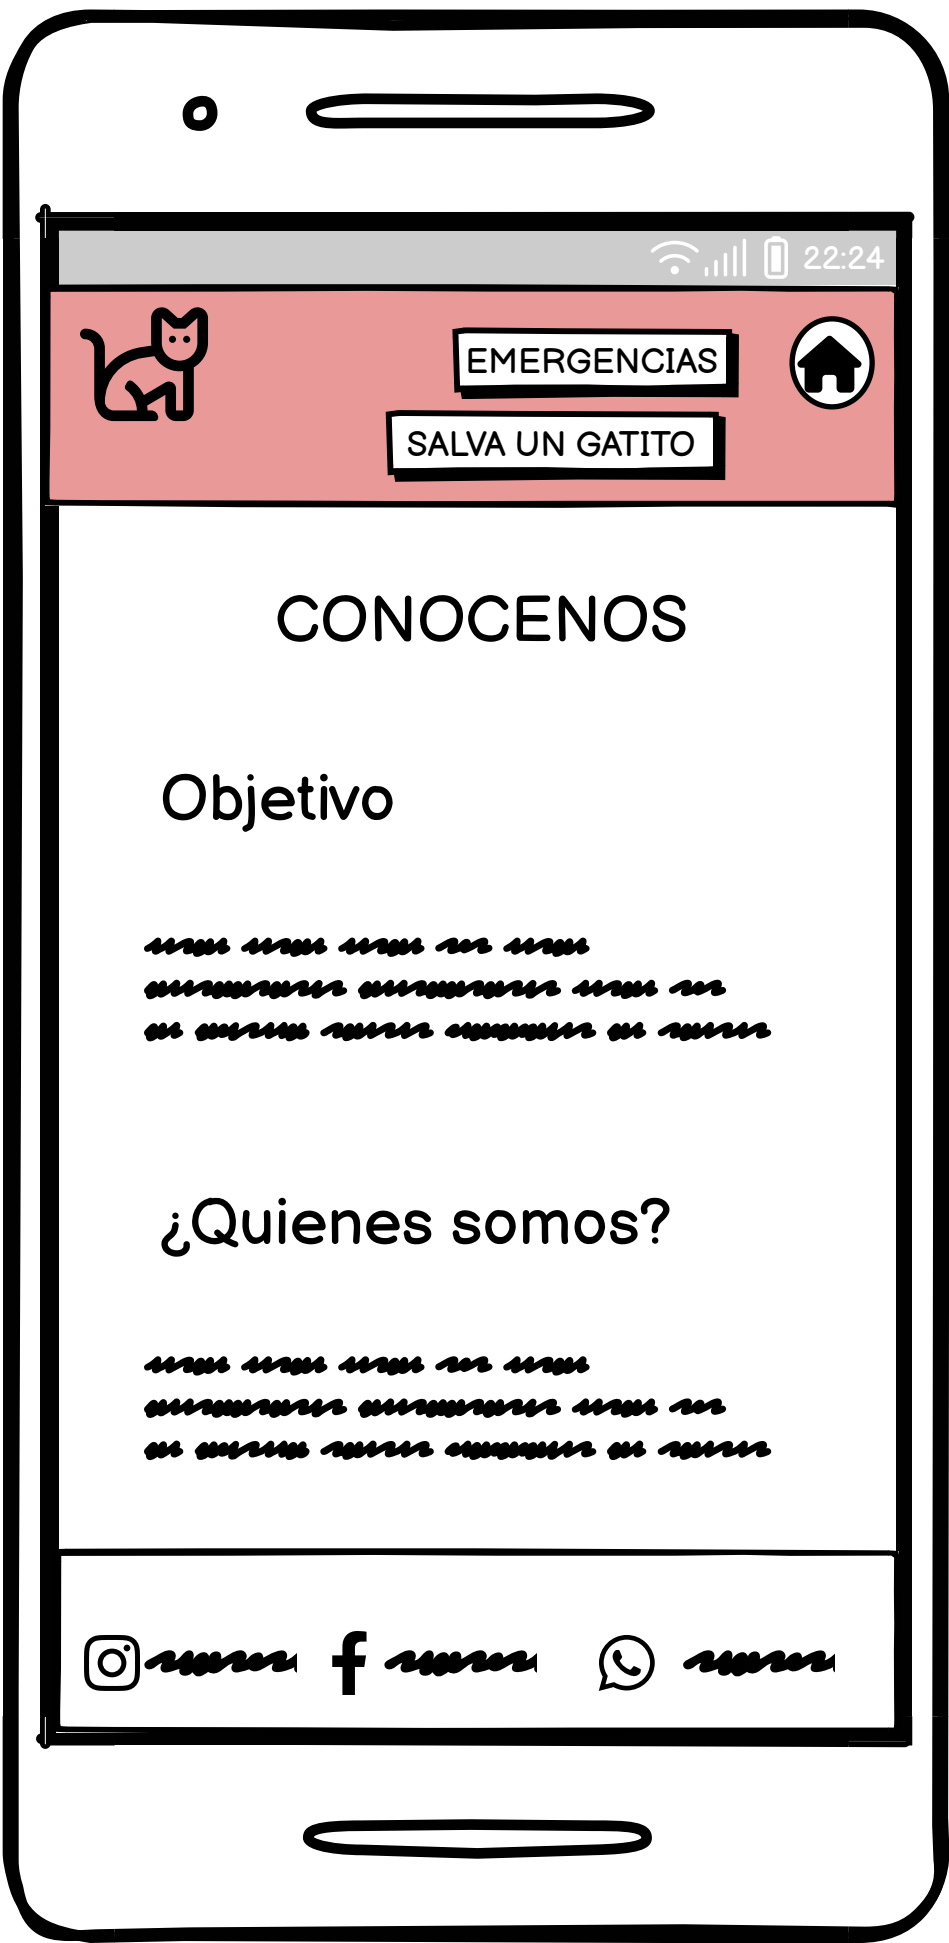 22:24
EMERGENCIAS
SALVA UN GATITO
CONOCENOS
Objetivo
¿Quienes somos?